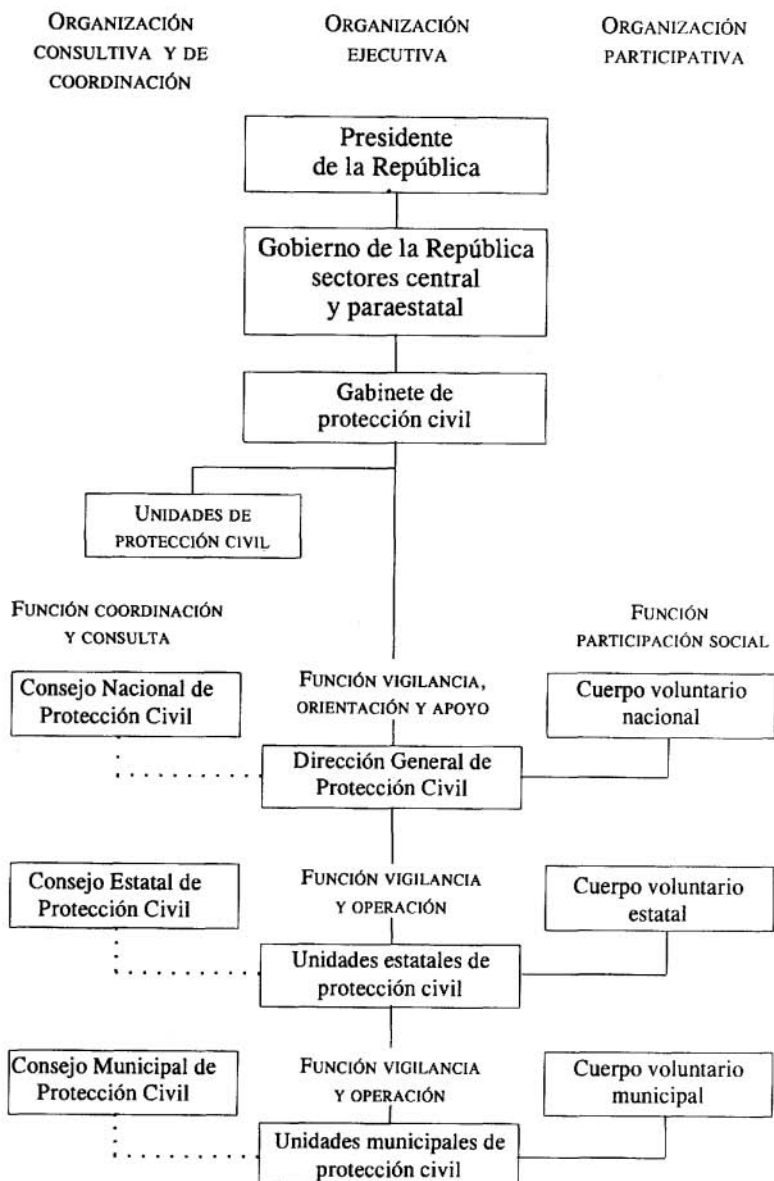 ORGANIZACIÓN
CONSULTIVA Y DE
COORDINACIÓN
ORGANIZACIÓN
EJECUTIVA
ORGANIZACIÓN
PARTICIPATIVA
Presidente
de la República
Gobierno de la República
sectores central
y paraestatal
Gabinete de
protección civil
UNIDADES DE
PROTECCIÓN CIVIL
FUNCIÓN COORDINACIÓN
Y CONSULTA
FUNCIÓN
PARTICIPACIÓN SOCIAL
Consejo Nacional de
Protección Civil
FUNCIÓN VIGILANCIA,
ORIENTACIÓN Y APOYO
Cuerpo voluntario
nacional
Dirección General de
Protección Civil
Consejo Estatal de
Protección Civil
FUNCIÓN VIGILANCIA
Y OPERACIÓN
Cuerpo voluntario
estatal
Unidades estatales de
protección civil
Consejo Municipal de
Protección Civil
FUNCIÓN VIGILANCIA
Y OPERACIÓN
Cuerpo voluntario
municipal
Unidades municipales de
protección civil